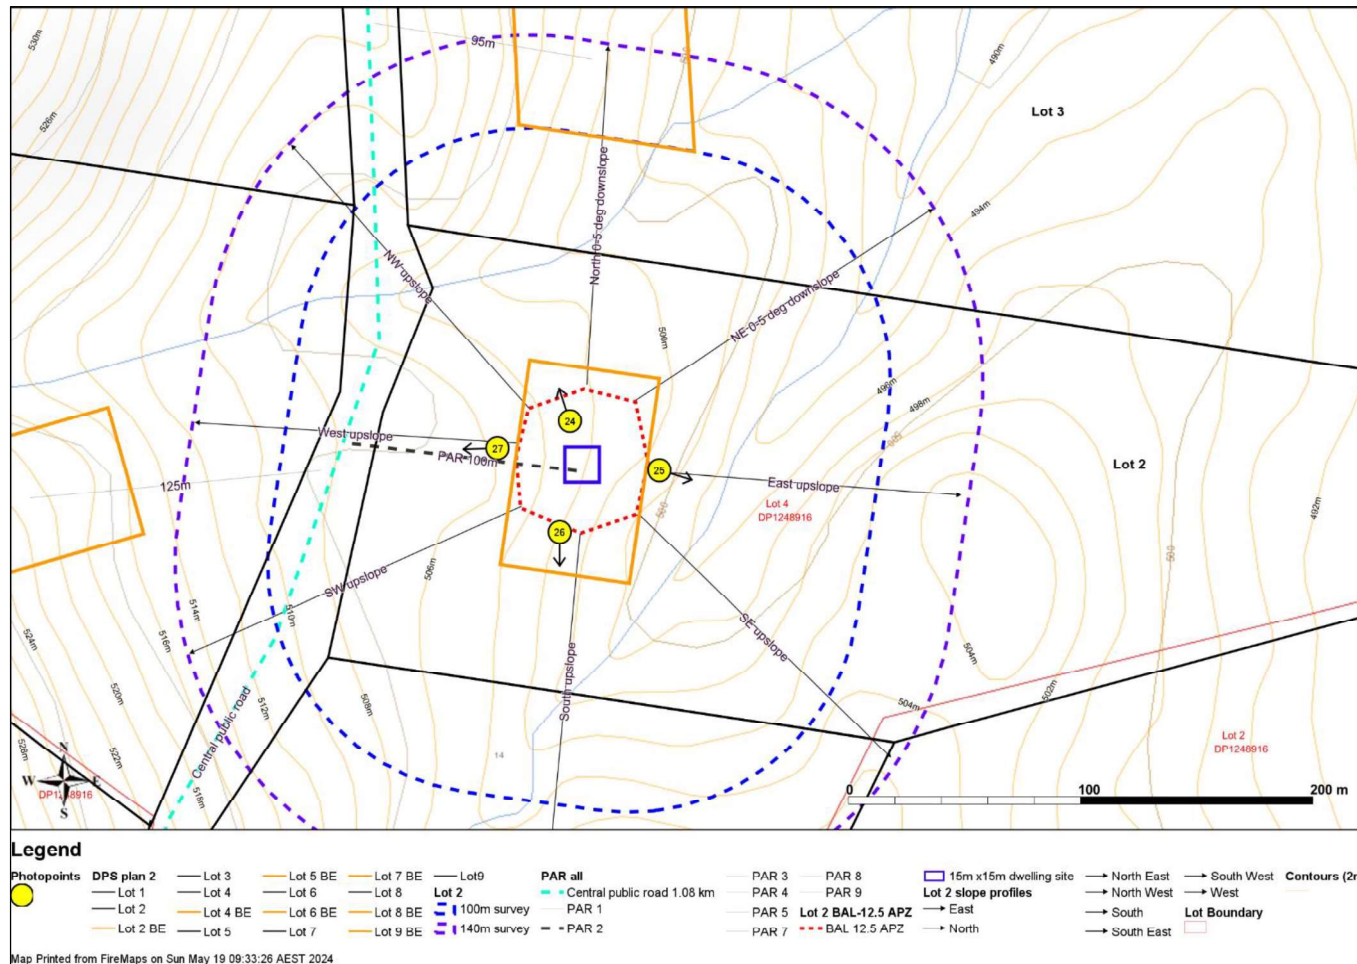 530m
95m
500
490m
Lot 3
526m
North 0-5 deg downslope
494m
NW upslope
NE 0-5 deg downslope
506m
496m
498m
500
24
West upslope
27
PAR 100m
25
East upslope
Lot 2
125m
Lot 4
DP1248916
500
492m
26
506m
SW upslope
500
514m
510m
516m
524m
SE upslope
South upslope
504m
520m
512m
508m
502m
504m
Central public road
528m
522m
14
Lot 2
DP1248916
N
W E
S
DP1248916
518m
0 100 200 m
Legend
Photopoints
DPS plan 2
Lot 1
Lot 2
Lot 2 BE
Lot 3
Lot 4
Lot 4 BE
Lot 5
Lot 5 BE
Lot 6
Lot 6 BE
Lot 7
Lot 7 BE
Lot 8
Lot 8 BE
Lot 9 BE
Lot9
Lot 2
100m survey
140m survey
PAR all
Central public road 1.08 km
PAR 1
PAR 2
PAR 3
PAR 4
PAR 5
PAR 7
PAR 8
PAR 9
Lot 2 BAL-12.5 APZ
BAL 12.5 APZ
15m x15m dwelling site
Lot 2 slope profiles
East
North
North East
North West
South
South East
South West
West
Lot Boundary
Contours (2m
Map Printed from FireMaps on Sun May 19 09:33:26 AEST 2024